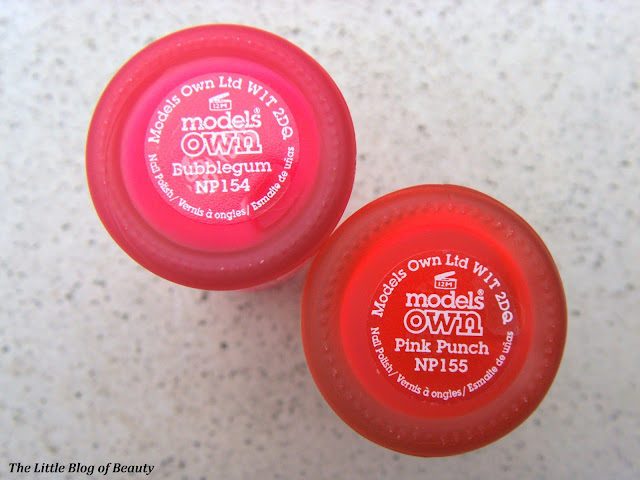 Models Own Ltd W1T 2DQ
12M
models®
own
Bubblegum
NP154
Nail Polish/Vernis à ongles/Esmalte de uñas
Models Own Ltd W1T 2DQ
12M
models®
own
Pink Punch
NP155
Nail Polish/Vernis à ongles/Esmalte de uñas
The Little Blog of Beauty